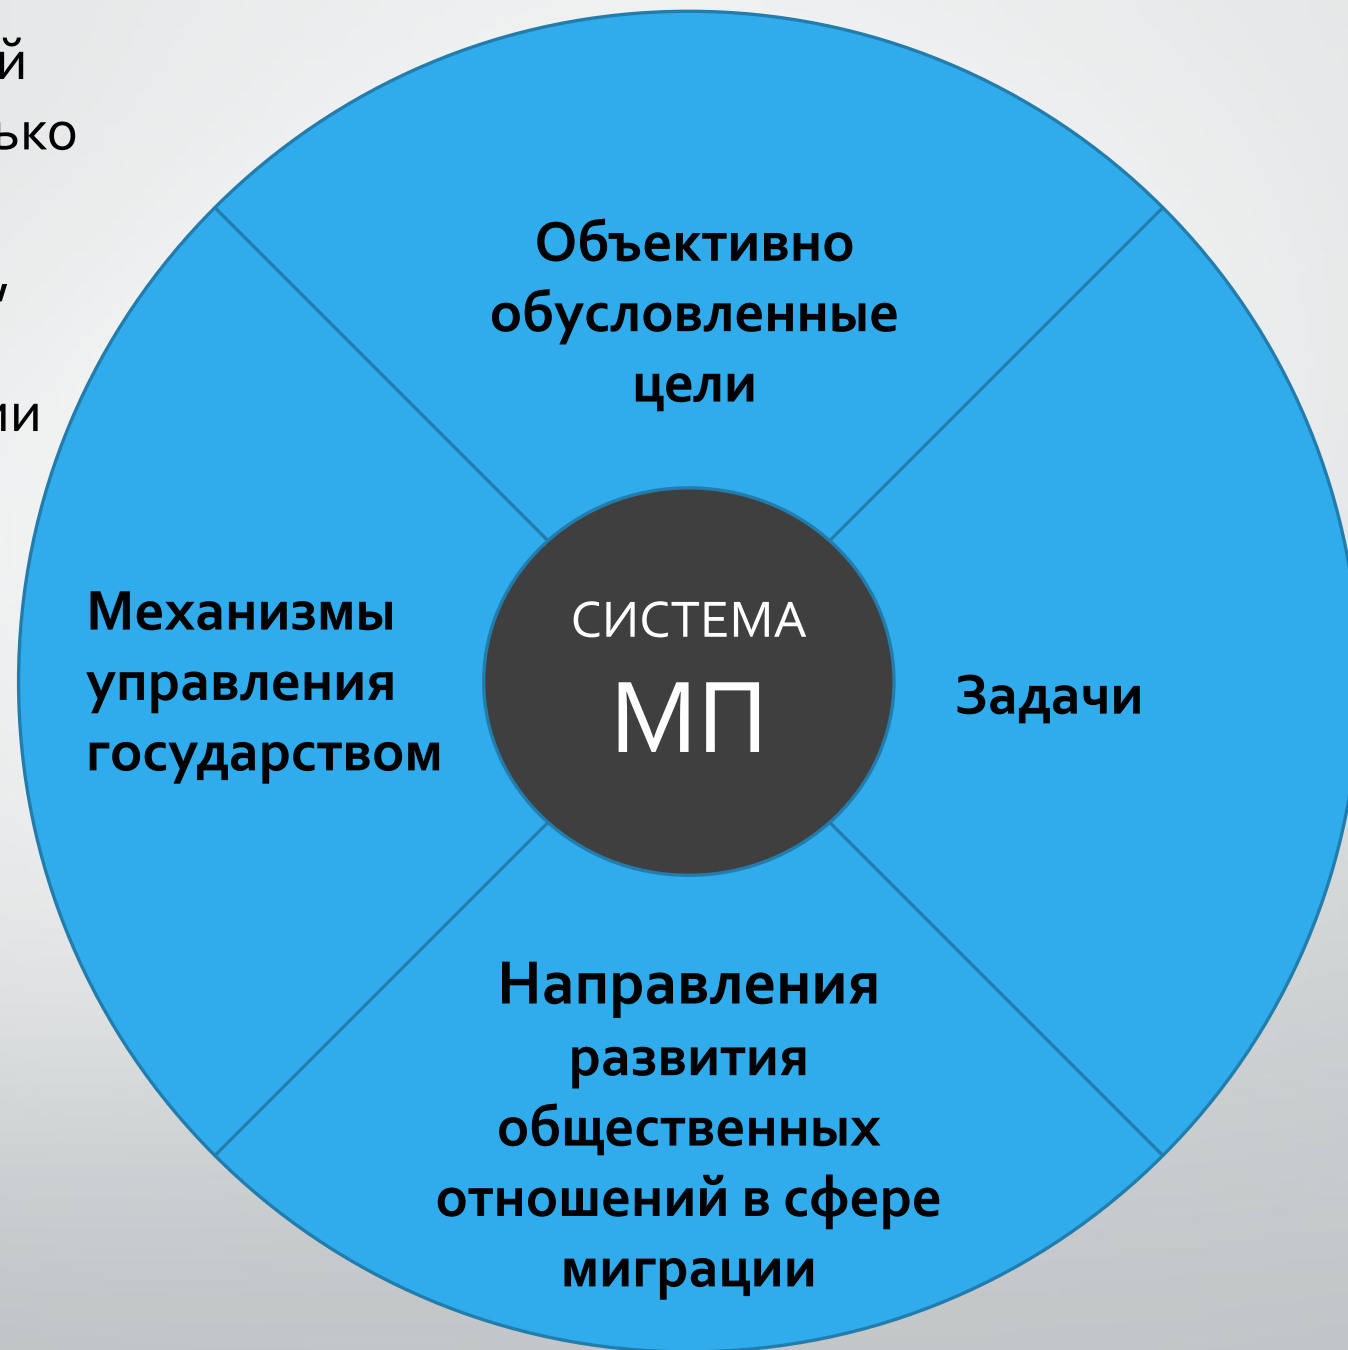 Объективно
обусловленные
цели
Механизмы
управления
государством
СИСТЕМА
МП
Задачи
Направления
развития
общественных
отношений в сфере
миграции